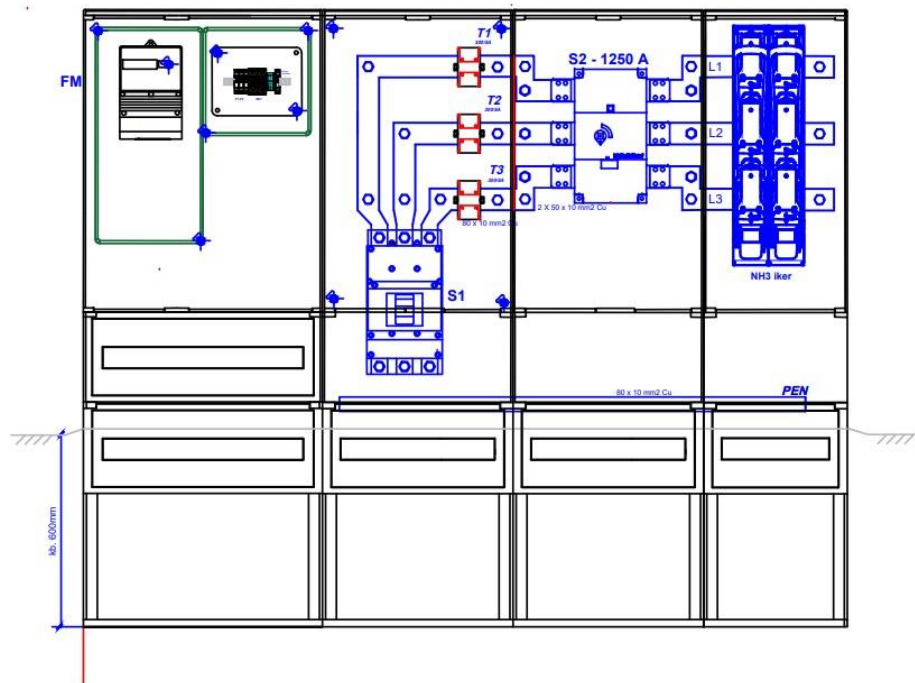 T1
FM
S2 - 1250 A
L1
T2
L2
T3
L3
2 X 50 x 10 mm2 Cu
80 x 10 mm2 Cu
NH3 iker
S1
80 x 10 mm2 Cu
PEN
kb. 600mm